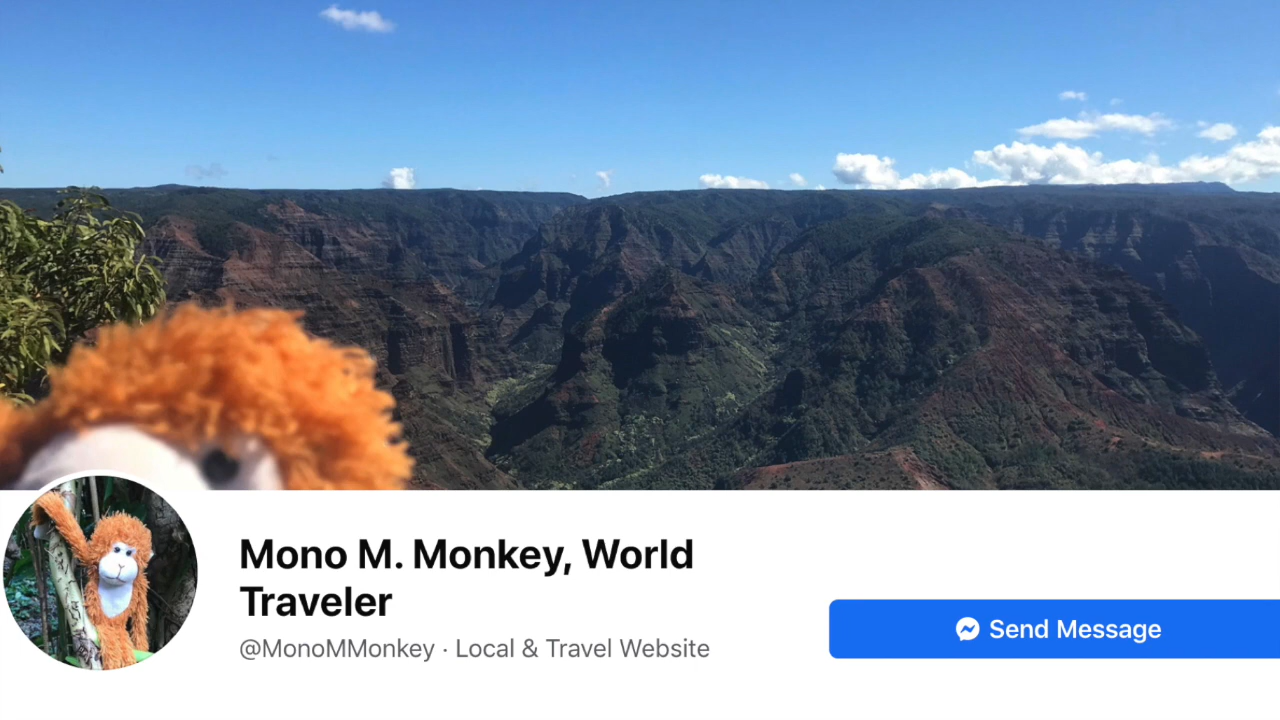 Mono M. Monkey, World
Traveler
@MonoMMonkey · Local & Travel Website
Send Message